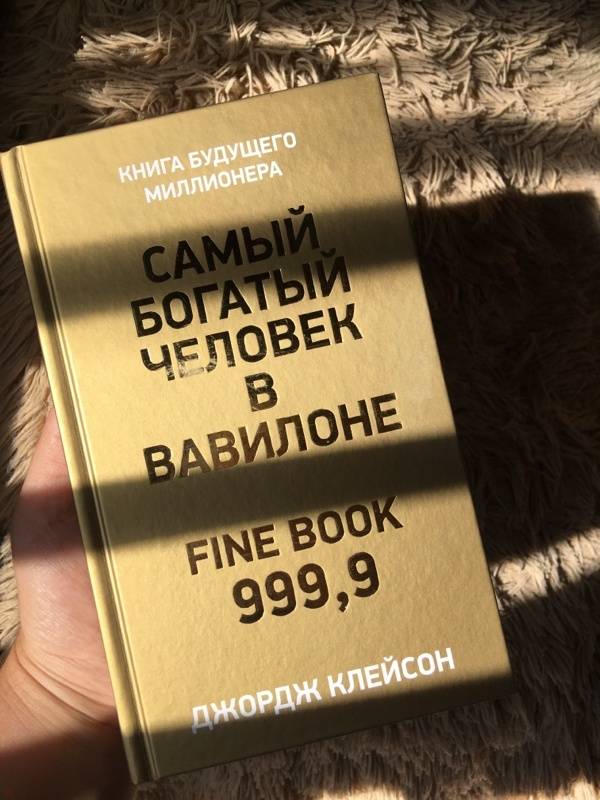 КНИГА БУДУЩЕГО
МИЛЛИОНЕРА
САМЫЙ
БОГАТЫЙ
ЧЕЛОВЕК
В
ВАВИЛОНЕ
FINE BOOK
999,9
ДЖОРДЖ КЛЕЙСОН